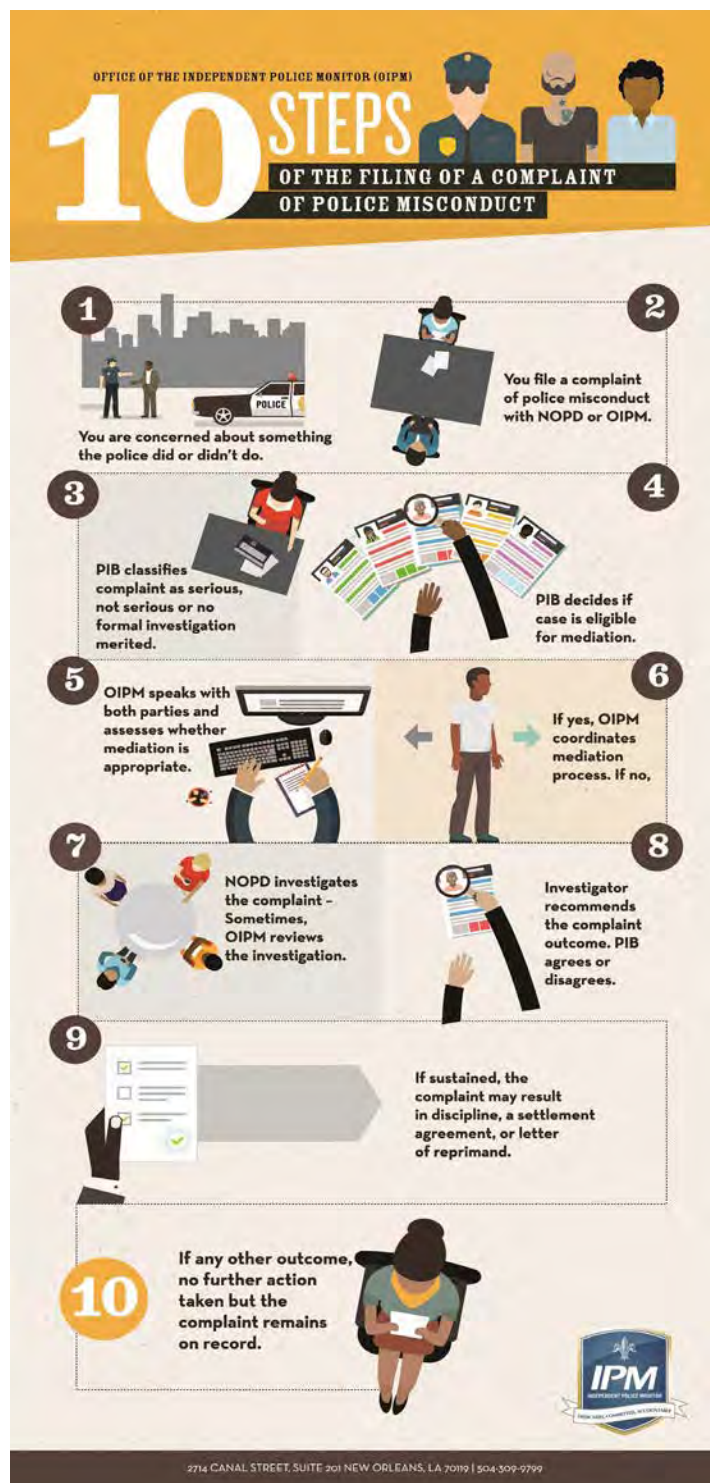 OFFICE OF THE INDEPENDENT POLICE MONITOR (OIPM)
10 STEPS
OF THE FILING OF A COMPLAINT
OF POLICE MISCONDUCT
1
POLICE
You are concerned about something
the police did or didn't do.
2
You file a complaint
of police misconduct
with NOPD or OIPM.
3
PIB classifies
complaint as serious,
not serious or no
formal investigation
merited.
4
PIB decides if
case is eligible
for mediation.
5
OIPM speaks with
both parties and
assesses whether
mediation is
appropriate.
6
If yes, OIPM
coordinates
mediation
process. If no,
7
NOPD investigates
the complaint –
Sometimes,
OIPM reviews
the investigation.
8
Investigator
recommends
the complaint
outcome. PIB
agrees or
disagrees.
9
If sustained, the
complaint may result
in discipline, a settlement
agreement, or letter
of reprimand.
10
If any other outcome,
no further action
taken but the
complaint remains
on record.
IPM
INDEPENDENT POLICE MONITOR
2714 CANAL STREET, SUITE 201 NEW ORLEANS, LA 70119 | 504-309-9799